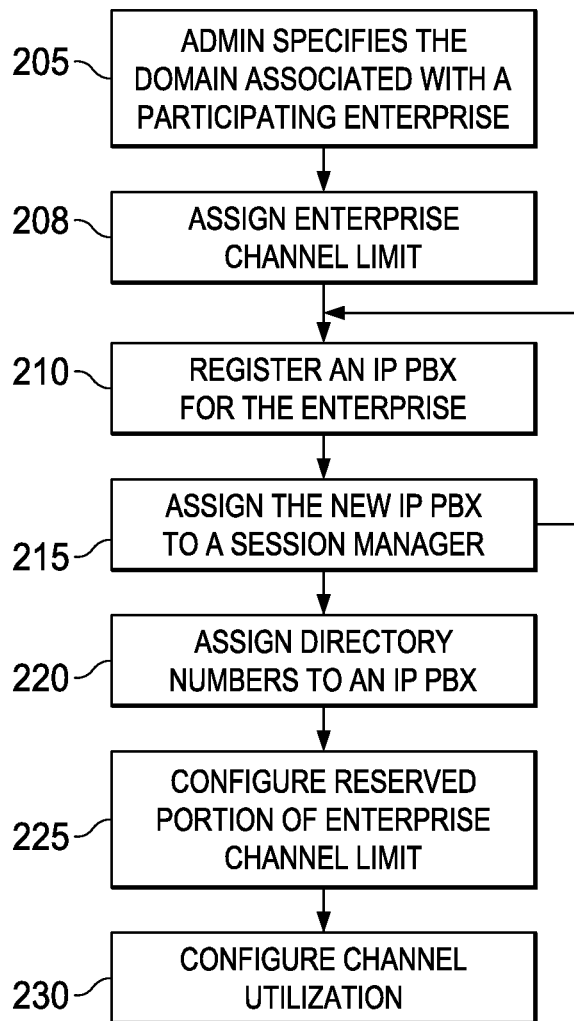 205
ADMIN SPECIFIES THE
DOMAIN ASSOCIATED WITH A
PARTICIPATING ENTERPRISE
208
ASSIGN ENTERPRISE
CHANNEL LIMIT
210
REGISTER AN IP PBX
FOR THE ENTERPRISE
215
ASSIGN THE NEW IP PBX
TO A SESSION MANAGER
220
ASSIGN DIRECTORY
NUMBERS TO AN IP PBX
225
CONFIGURE RESERVED
PORTION OF ENTERPRISE
CHANNEL LIMIT
230
CONFIGURE CHANNEL
UTILIZATION